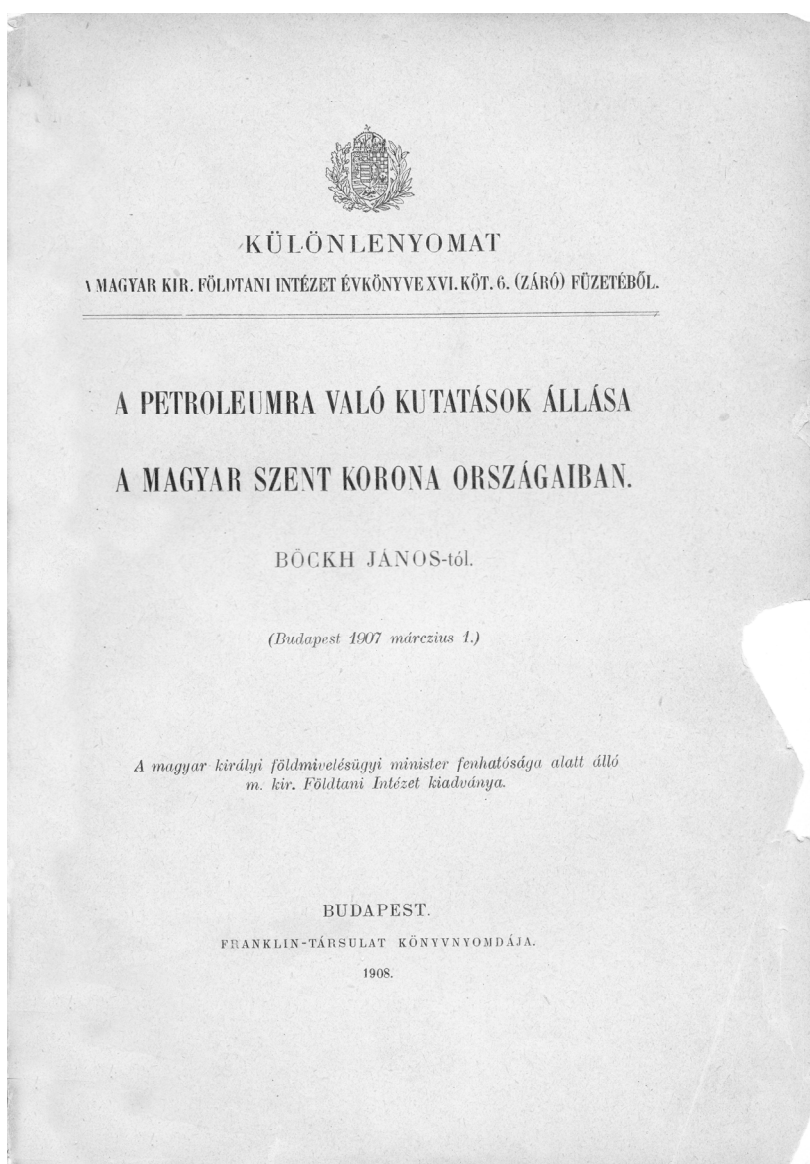 KÜLÖNLENYOMAT
A MAGYAR KIR. FÖLDTANI INTÉZET ÉVKÖNYVE XVI. KÖT. 6. (ZÁRÓ) FÜZETÉBŐL.
A PETROLEUMRA VALÓ KUTATÁSOK ÁLLÁSA
A MAGYAR SZENT KORONA ORSZÁGAIBAN.
BÖCKH JÁNOS-tól.
(Budapest 1907 márczius 1.)
A magyar királyi földmivelésügyi minister fenhatósága alatt álló
m. kir. Földtani Intézet kiadványa.
BUDAPEST.
FRANKLIN-TÁRSULAT KÖNYVNYOMDÁJA.
1908.